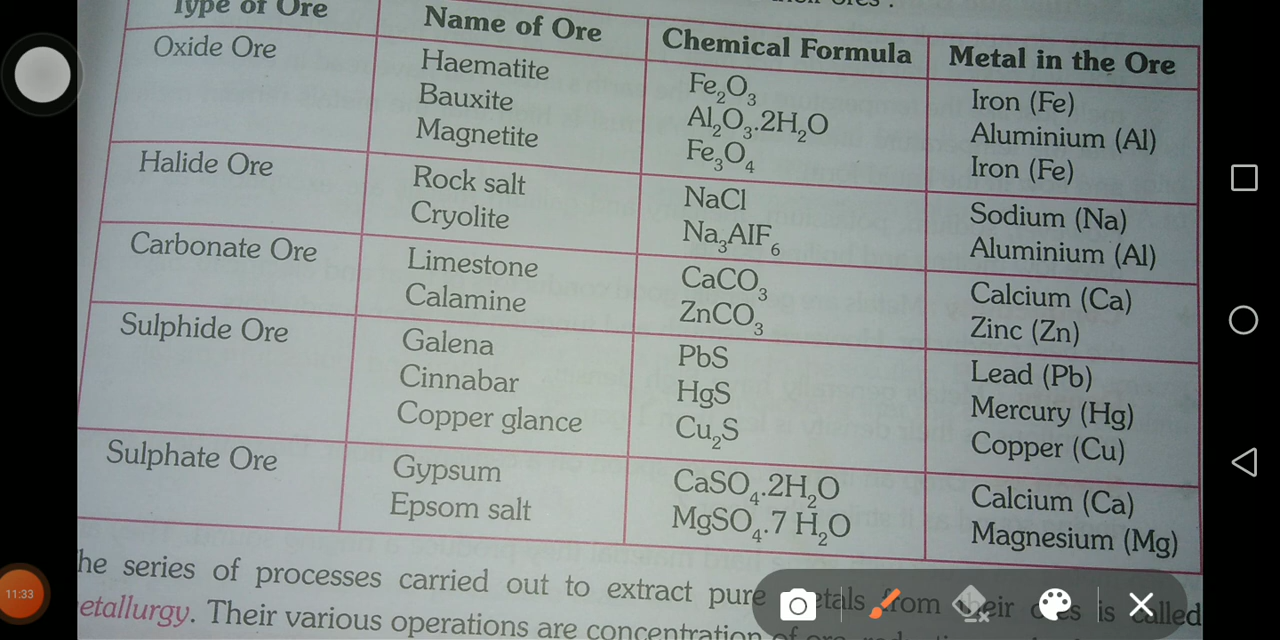 Type of Ore Name of Ore Chemical Formula Metal in the Ore
Oxide Ore Haematite Fe₂O₃ Iron (Fe)
Bauxite Al₂O₃.2H₂O Aluminium (Al)
Magnetite Fe₃O₄ Iron (Fe)
Halide Ore Rock salt NaCl Sodium (Na)
Cryolite Na₃AlF₆ Aluminium (Al)
Carbonate Ore Limestone CaCO₃ Calcium (Ca)
Calamine ZnCO₃ Zinc (Zn)
Sulphide Ore Galena PbS Lead (Pb)
Cinnabar HgS Mercury (Hg)
Copper glance Cu₂S Copper (Cu)
Sulphate Ore Gypsum CaSO₄.2H₂O Calcium (Ca)
Epsom salt MgSO₄.7 H₂O Magnesium (Mg)
he series of processes carried out to extract pure etals from their is called
etallurgy. Their various operations are concentration of ore
11:33